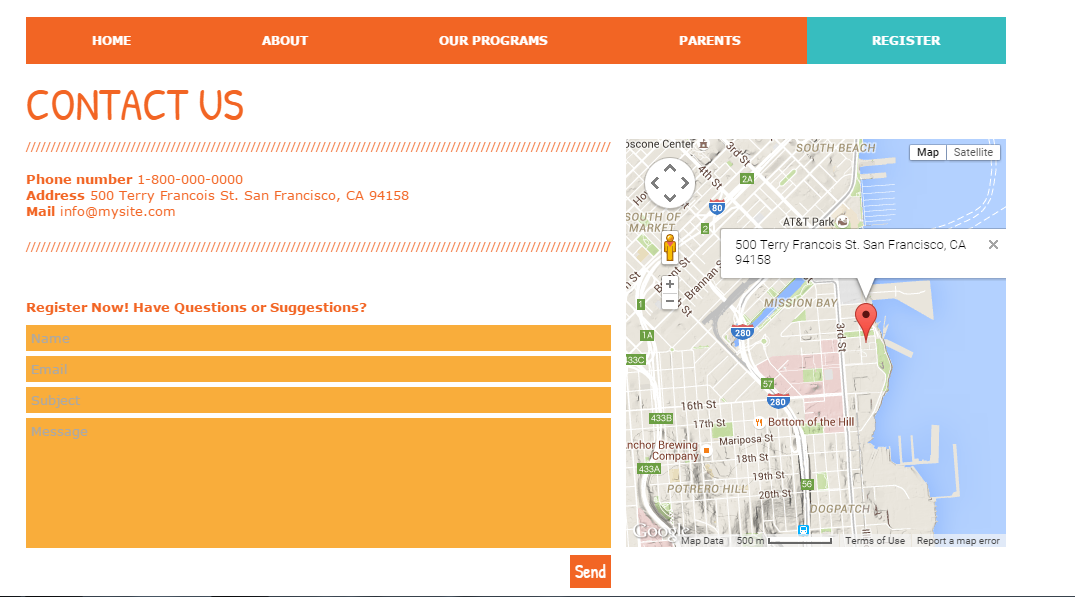 HOME
ABOUT
OUR PROGRAMS
PARENTS
REGISTER
CONTACT US
////////////////////////////////////////////////////////////////////////////////////////////////////////////////////////
Phone number 1-800-000-0000
Address 500 Terry Francois St. San Francisco, CA 94158
Mail info@mysite.com
////////////////////////////////////////////////////////////////////////////////////////////////////////////////////////
Register Now! Have Questions or Suggestions?
Name
Email
Subject
Message
Send
oscone Center
3rd St
SOUTH BEACH
Map
Satellite
4th St
2A
80
SOUTH OF
MARKET
2
AT&T Park
500 Terry Francois St. San Francisco, CA
94158
Brannan St
1
MISSION BAY
280
3rd St
1A
433C
57
280
16th St
433B
17th St
Bottom of the Hill
Mariposa St
nchor Brewing
Company
18th St
433A
19th St
56
POTRERO HILL
20th St
DOGPATCH
Google
Map Data
500 m
Terms of Use
Report a map error